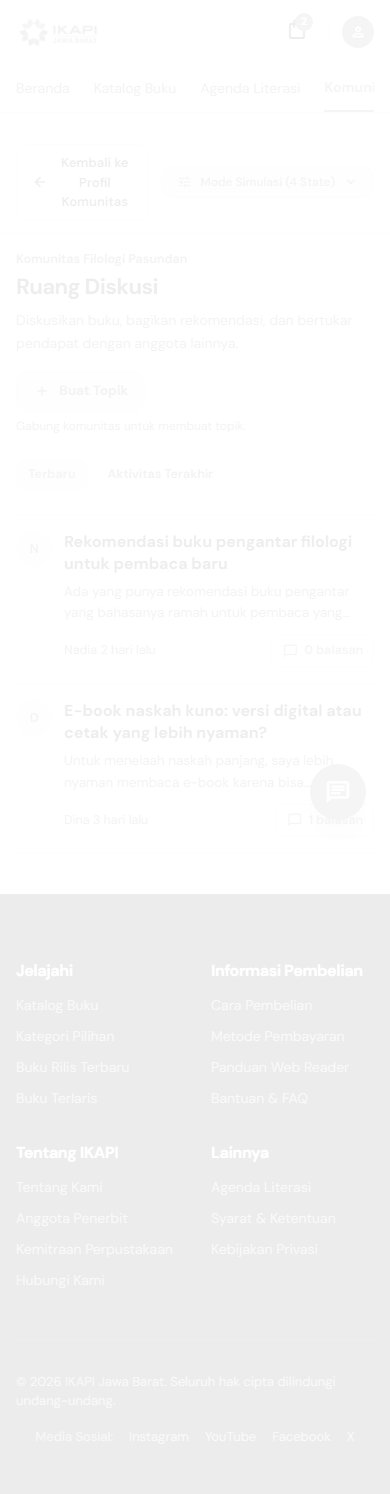 IKAPI
JAWA BARAT
2
Beranda Katalog Buku Agenda Literasi Komuni
Kembali ke
Profil
Komunitas
Mode Simulasi (4 State)
Komunitas Filologi Pasundan
Ruang Diskusi
Diskusikan buku, bagikan rekomendasi, dan bertukar
pendapat dengan anggota lainnya.
Buat Topik
Gabung komunitas untuk membuat topik.
Terbaru Aktivitas Terakhir
N
Rekomendasi buku pengantar filologi
untuk pembaca baru
Ada yang punya rekomendasi buku pengantar
yang bahasanya ramah untuk pembaca yang...
Nadia 2 hari lalu 0 balasan
D
E-book naskah kuno: versi digital atau
cetak yang lebih nyaman?
Untuk menelaah naskah panjang, saya lebih
nyaman membaca e-book karena bisa...
Dina 3 hari lalu 1 balasan
Jelajahi
Katalog Buku
Kategori Pilihan
Buku Rilis Terbaru
Buku Terlaris
Informasi Pembelian
Cara Pembelian
Metode Pembayaran
Panduan Web Reader
Bantuan & FAQ
Tentang IKAPI
Tentang Kami
Anggota Penerbit
Kemitraan Perpustakaan
Hubungi Kami
Lainnya
Agenda Literasi
Syarat & Ketentuan
Kebijakan Privasi
© 2026 IKAPI Jawa Barat. Seluruh hak cipta dilindungi
undang-undang.
Media Sosial: Instagram YouTube Facebook X